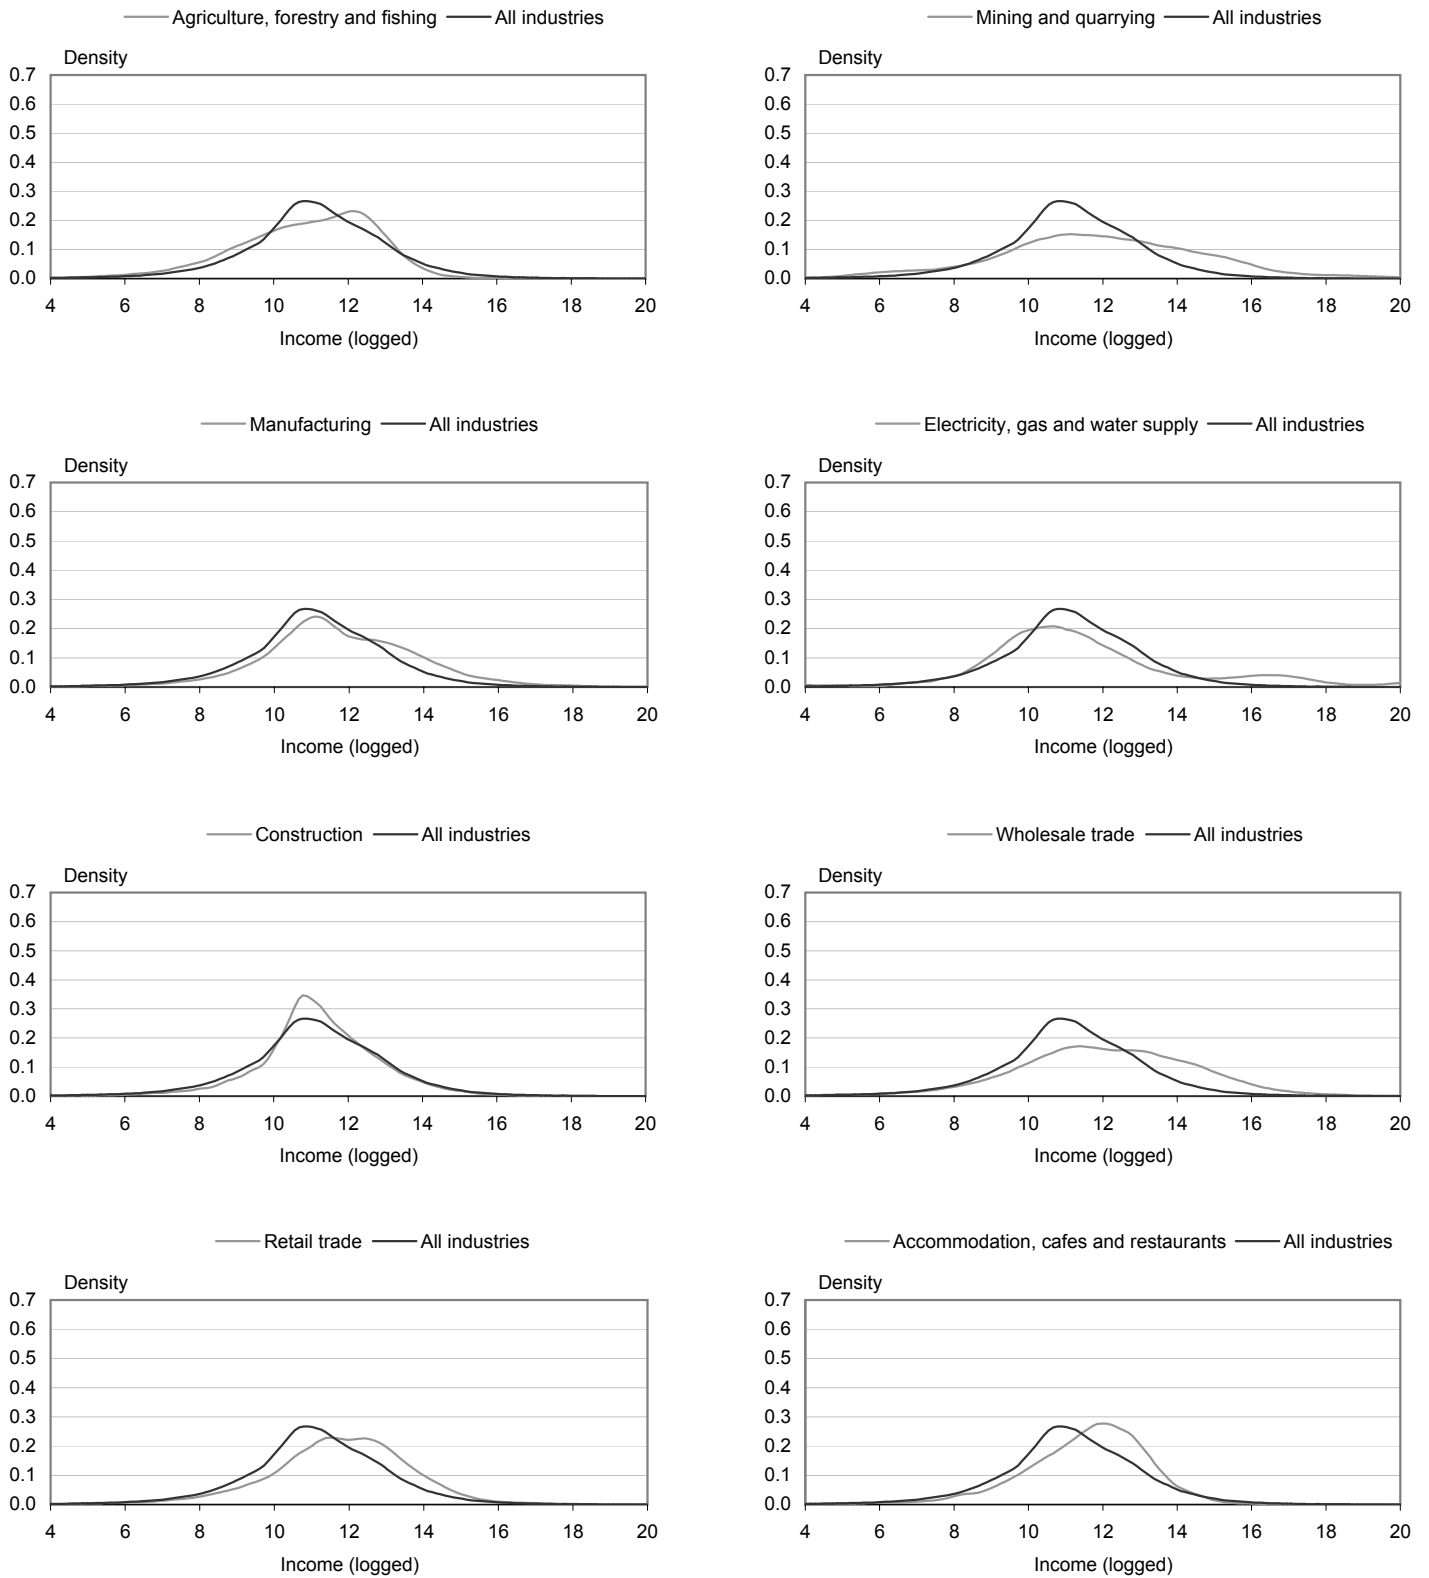 Agriculture, forestry and fishing All industries
Density
0.7
0.6
0.5
0.4
0.3
0.2
0.1
0.0
4 6 8 10 12 14 16 18 20
Income (logged)
Mining and quarrying All industries
Density
0.7
0.6
0.5
0.4
0.3
0.2
0.1
0.0
4 6 8 10 12 14 16 18 20
Income (logged)
Manufacturing All industries
Density
0.7
0.6
0.5
0.4
0.3
0.2
0.1
0.0
4 6 8 10 12 14 16 18 20
Income (logged)
Electricity, gas and water supply All industries
Density
0.7
0.6
0.5
0.4
0.3
0.2
0.1
0.0
4 6 8 10 12 14 16 18 20
Income (logged)
Construction All industries
Density
0.7
0.6
0.5
0.4
0.3
0.2
0.1
0.0
4 6 8 10 12 14 16 18 20
Income (logged)
Wholesale trade All industries
Density
0.7
0.6
0.5
0.4
0.3
0.2
0.1
0.0
4 6 8 10 12 14 16 18 20
Income (logged)
Retail trade All industries
Density
0.7
0.6
0.5
0.4
0.3
0.2
0.1
0.0
4 6 8 10 12 14 16 18 20
Income (logged)
Accommodation, cafes and restaurants All industries
Density
0.7
0.6
0.5
0.4
0.3
0.2
0.1
0.0
4 6 8 10 12 14 16 18 20
Income (logged)